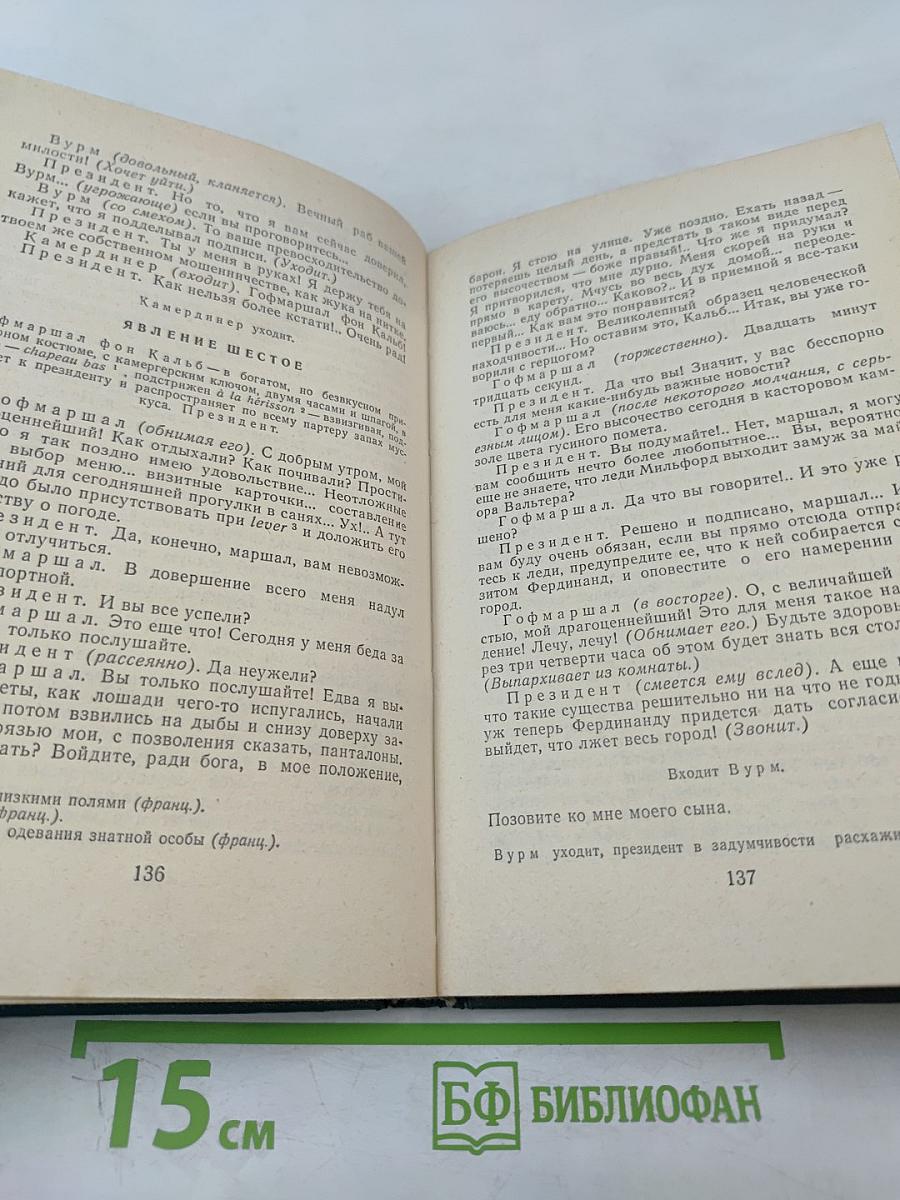 Вурм (довольный, кланяется). Вечный раб вашей
милости! (Хочет уйти.)
Президент. Но то, что я вам сейчас доверил,
Вурм... (угрожающе) если вы проговоритесь...
Вурм (со смехом). То ваше превосходительство до-
кажет, что я подделывал подписи. (Уходит.)
Президент. Ты у меня в руках! Я держу тебя на
твоем же собственном мошенничестве, как жука на нитке.
Камердинер (входит). Гофмаршал фон Кальб!
Президент. Как нельзя более кстати!.. Очень рад!
Камердинер уходит.
ЯВЛЕНИЕ ШЕСТОЕ
фмаршал фон Кальб — в богатом, но безвкусном при-
рном костюме, с камергерским ключом, двумя часами и шпагой, в
— chapeau bas ¹, подстрижен à la hérisson ² — взвизгивая, под-
ет к президенту и распространяет по всему партеру запах мус-
куса. Президент.
офмаршал (обнимая его). С добрым утром, мой
оценнейший! Как отдыхали? Как почивали? Прости-
о я так поздно имею удовольствие... Неотложные
выбор меню... визитные карточки... составление
ний для сегодняшней прогулки в санях... Ух!.. А тут
до было присутствовать при lever ³ и доложить его
ству о погоде.
езидент. Да, конечно, маршал, вам невозмож-
отлучиться.
фмаршал. В довершение всего меня надул
портной.
зидент. И вы все успели?
маршал. Это еще что! Сегодня у меня беда за
только послушайте.
идент (рассеянно). Да неужели?
аршал. Вы только послушайте! Едва я вы-
еты, как лошади чего-то испугались, начали
потом взвились на дыбы и снизу доверху за-
рязью мои, с позволения сказать, панталоны.
ать? Войдите, ради бога, в мое положение,
низкими полями (франц.).
франц.).
одевания знатной особы (франц.).
136
барон. Я стою на улице. Уже поздно. Ехать назад —
потеряешь целый день, а предстать в таком виде перед
его высочеством — боже правый!.. Что же я придумал?
Я притворился, что мне дурно. Меня скорей на руки и
прямо в карету. Мчусь во весь дух домой... переоде-
ваюсь... еду обратно... Каково?.. И в приемной я все-таки
первый... Как вам это понравится?
Президент. Великолепный образец человеческой
находчивости... Но оставим это, Кальб... Итак, вы уже го-
ворили с герцогом?
Гофмаршал (торжественно). Двадцать минут
тридцать секунд.
Президент. Да что вы! Значит, у вас бесспорно
есть для меня какие-нибудь важные новости?
Гофмаршал (после некоторого молчания, с серь-
езным лицом). Его высочество сегодня в касторовом кам-
золе цвета гусиного помета.
Президент. Вы подумайте!.. Нет, маршал, я могу
вам сообщить нечто более любопытное... Вы, вероятно
еще не знаете, что леди Мильфорд выходит замуж за май
ора Вальтера?
Гофмаршал. Да что вы говорите!.. И это уже р
шено?
Президент. Решено и подписано, маршал... И
вам буду очень обязан, если вы прямо отсюда отпра
тесь к леди, предупредите ее, что к ней собирается с
зитом Фердинанд, и оповестите о его намерении
город.
Гофмаршал (в восторге). О, с величайшей
стью, мой драгоценнейший! Это для меня такое на
дение! Лечу, лечу! (Обнимает его.) Будьте здоровы
рез три четверти часа об этом будет знать вся стол
(Выпархивает из комнаты.)
Президент (смеется ему вслед). А еще г
что такие существа решительно ни на что не годн
уж теперь Фердинанду придется дать согласие
выйдет, что лжет весь город! (Звонит.)
Входит Вурм.
Позовите ко мне моего сына.
Вурм уходит, президент в задумчивости расхажи
137
15 см
БФ БИБЛИОФАН